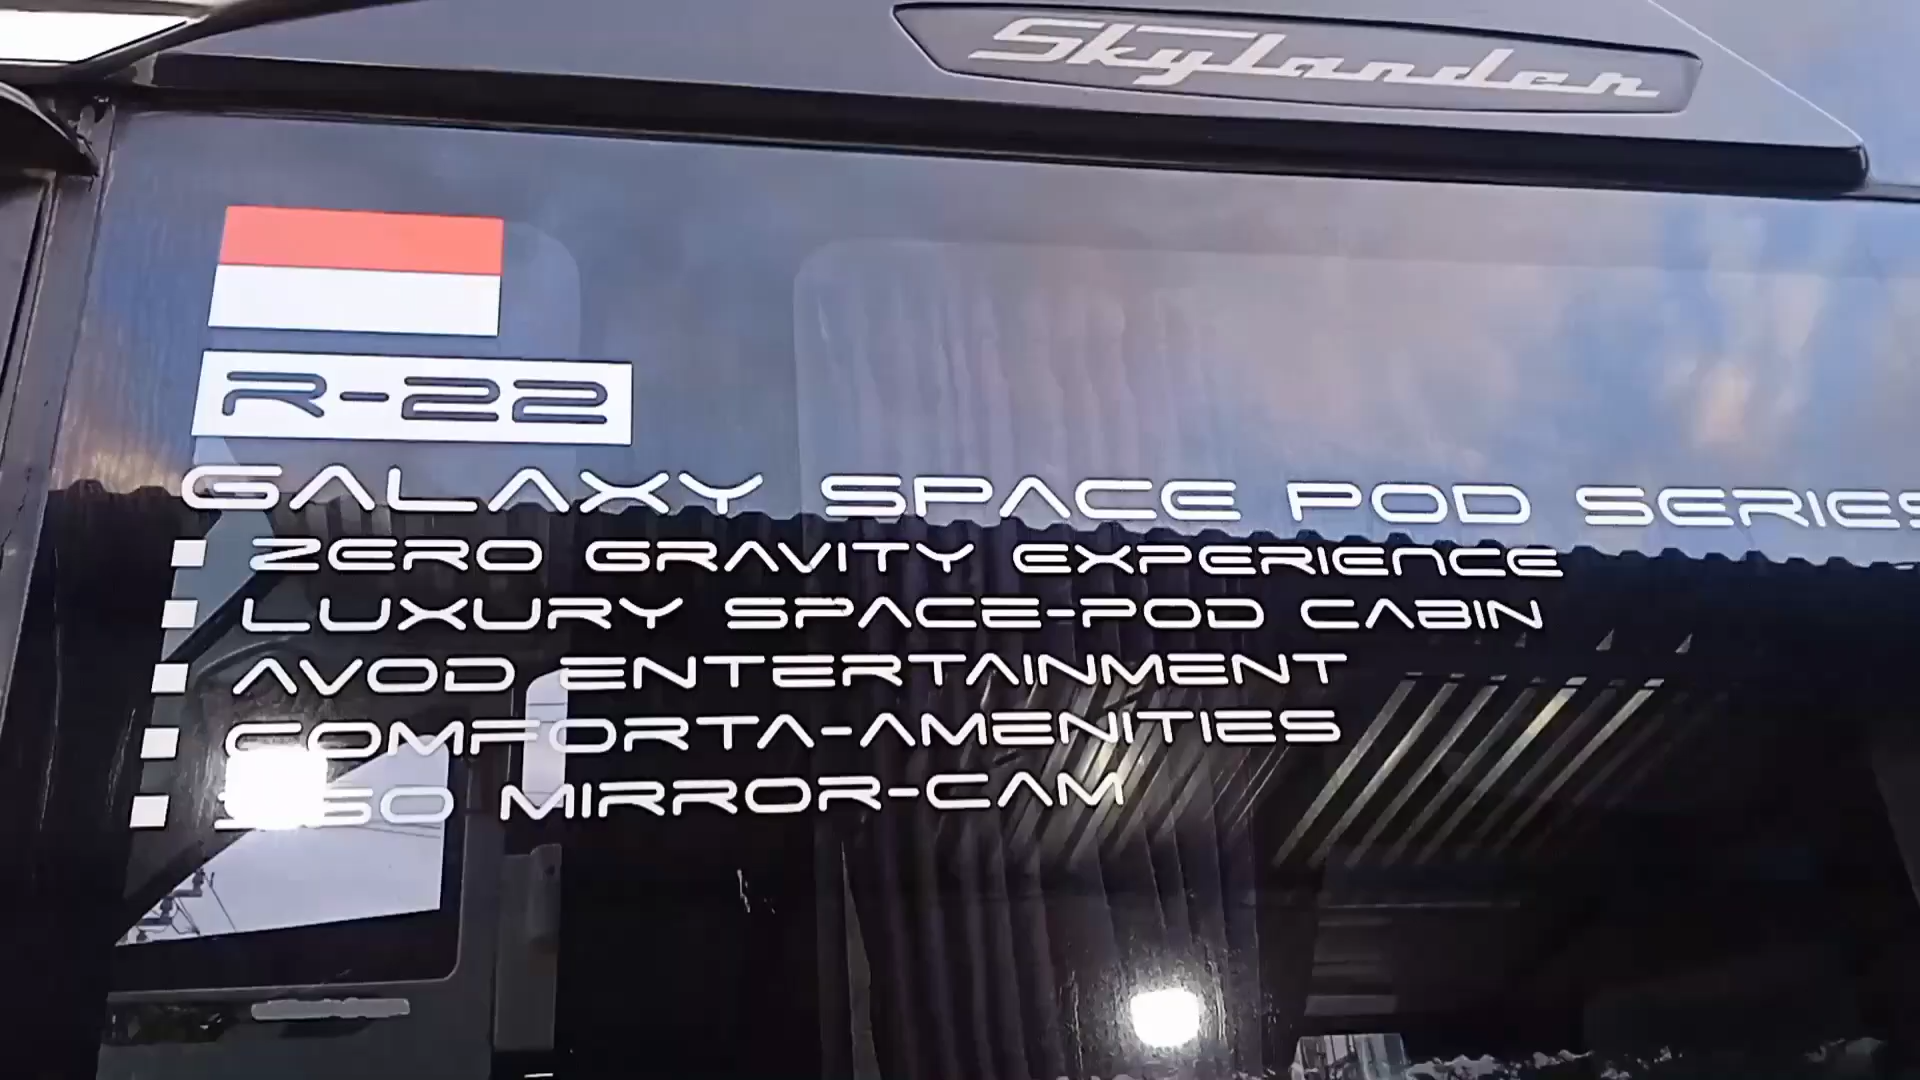 Skylander
R-22
GALAXY SPACE POD SERIES
ZERO GRAVITY EXPERIENCE
LUXURY SPACE-POD CABIN
AVOD ENTERTAINMENT
COMFORTA-AMENITIES
MIRROR-CAM